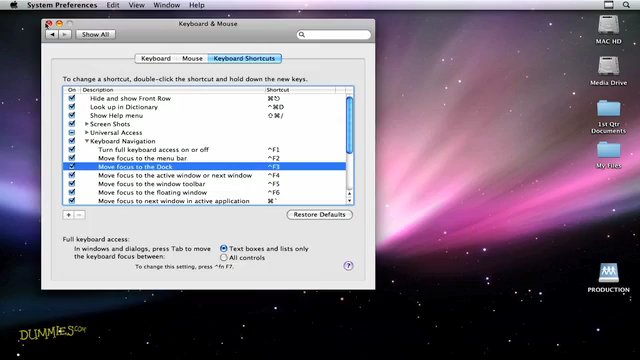 System Preferences Edit View Window Help
Keyboard & Mouse
Show All
Keyboard Mouse Keyboard Shortcuts
To change a shortcut, double-click the shortcut and hold down the new keys.
On Description Shortcut
Hide and show Front Row ⌘⎋
Look up in Dictionary ^⌘D
Show Help menu ⇧⌘/
Screen Shots
Universal Access
Keyboard Navigation
Turn full keyboard access on or off ^F1
Move focus to the menu bar ^F2
Move focus to the Dock ^F3
Move focus to the active window or next window ^F4
Move focus to the window toolbar ^F5
Move focus to the floating window ^F6
Move focus to next window in active application ⌘`
+ −
Restore Defaults
Full keyboard access:
In windows and dialogs, press Tab to move
the keyboard focus between:
Text boxes and lists only
All controls
To change this setting, press ^fn F7.
?
MAC HD
Media Drive
1st Qtr
Documents
My Files
PRODUCTION
DUMMIES.COM